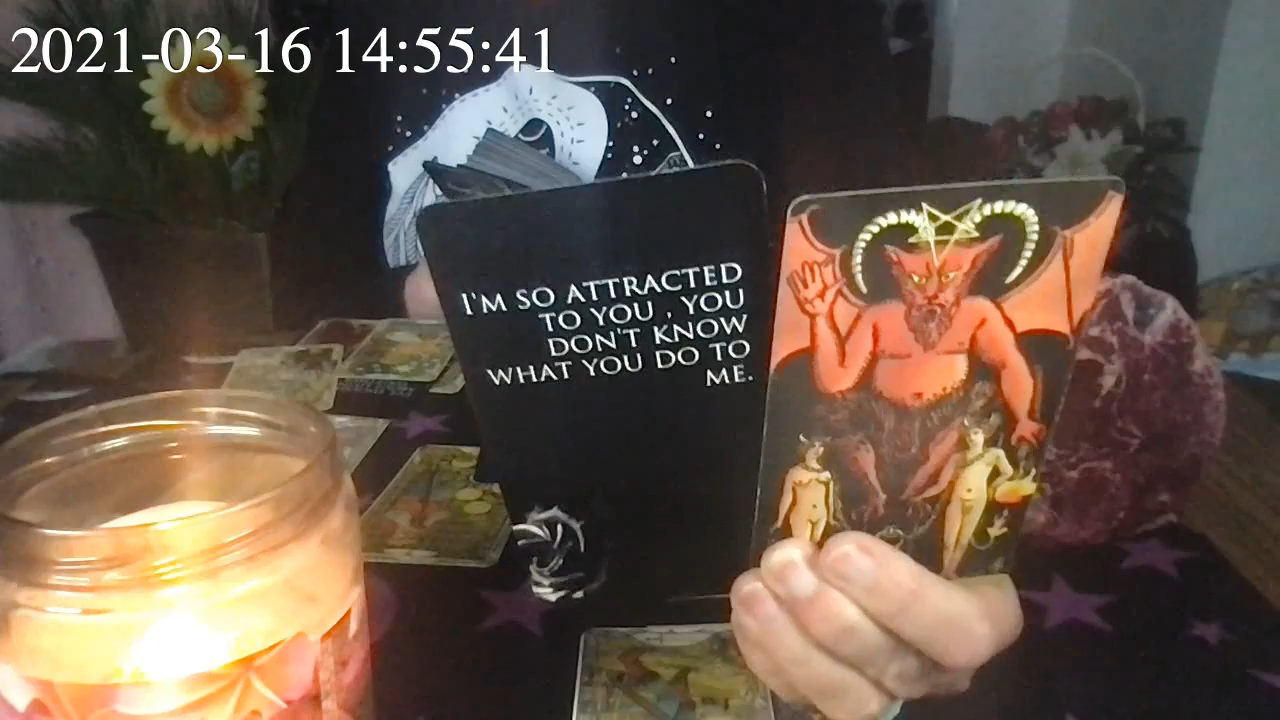 2021-03-16 14:55:41
I'M SO ATTRACTED
TO YOU , YOU
DON'T KNOW
WHAT YOU DO TO
ME.